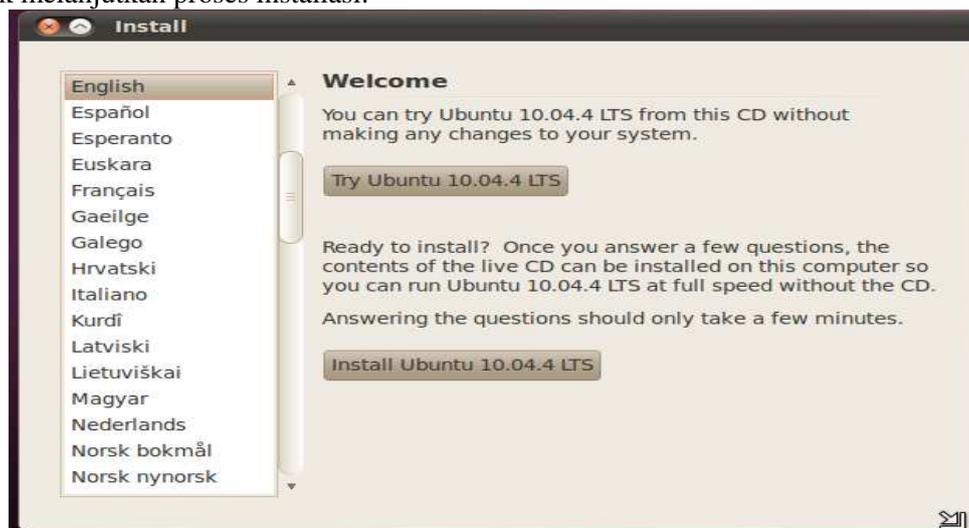 melanjutkan proses instalasi.
Install
English
Español
Esperanto
Euskara
Français
Gaeilge
Galego
Hrvatski
Italiano
Kurdî
Latviski
Lietuviškai
Magyar
Nederlands
Norsk bokmål
Norsk nynorsk
Welcome
You can try Ubuntu 10.04.4 LTS from this CD without
making any changes to your system.
Try Ubuntu 10.04.4 LTS
Ready to install? Once you answer a few questions, the
contents of the live CD can be installed on this computer so
you can run Ubuntu 10.04.4 LTS at full speed without the CD.
Answering the questions should only take a few minutes.
Install Ubuntu 10.04.4 LTS